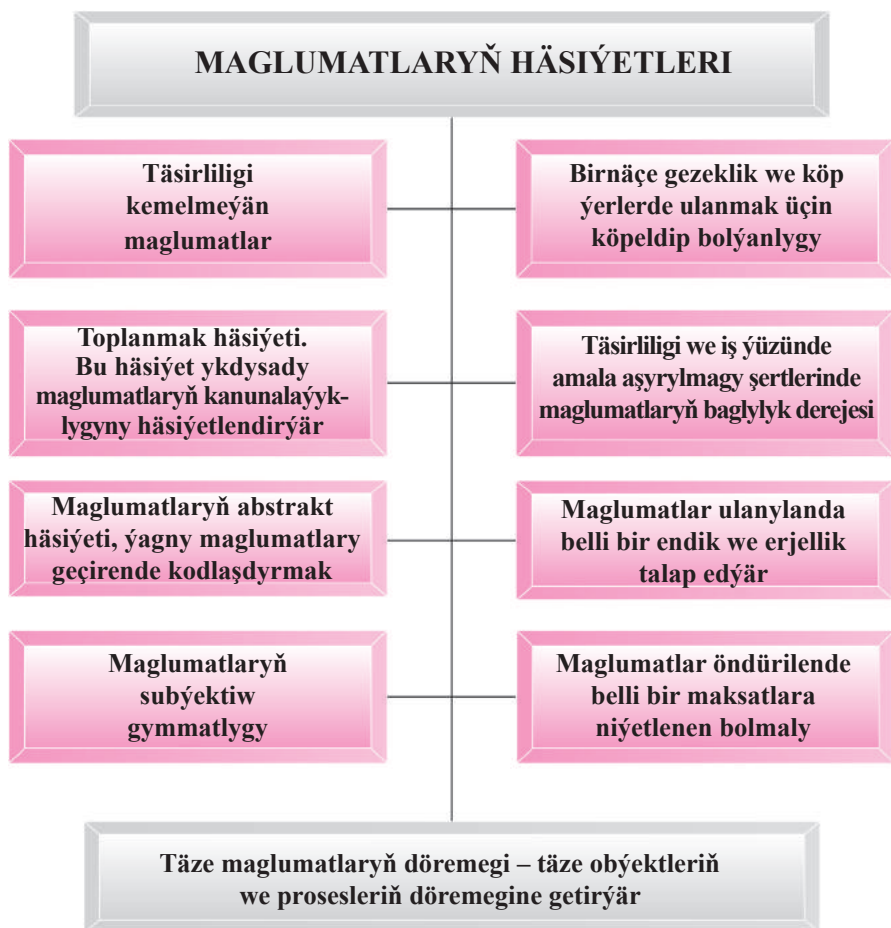 MAGLUMATLARYŇ HÄSIÝETLERI
Täsirliligi
kemelmeýän
maglumatlar
Birnäçe gezeklik we köp
ýerlerde ulanmak üçin
köpeldip bolýanlygy
Toplanmak häsiýeti.
Bu häsiýet ykdysady
maglumatlaryň kanunalaýyk-
lygyny häsiýetlendirýär
Täsirliligi we iş ýüzünde
amala aşyrylmagy şertlerinde
maglumatlaryň baglylyk derejesi
Maglumatlaryň abstrakt
häsiýeti, ýagny maglumatlary
geçirende kodlaşdyrmak
Maglumatlar ulanylanda
belli bir endik we erjellik
talap edýär
Maglumatlaryň
subýektiw
gymmatlygy
Maglumatlar öndürilende
belli bir maksatlara
niýetlenen bolmaly
Täze maglumatlaryň döremegi – täze obýektleriň
we prosesleriň döremegine getirýär